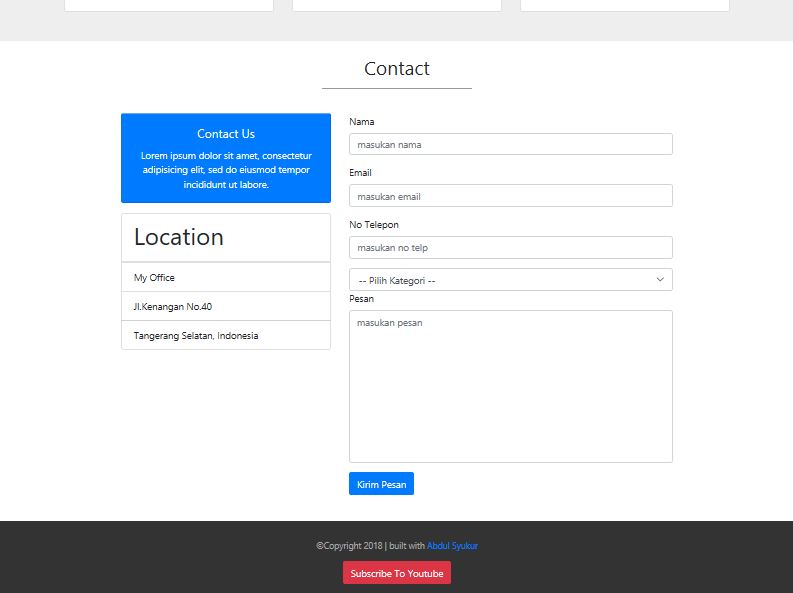 Contact
Contact Us
Lorem ipsum dolor sit amet, consectetur
adipisicing elit, sed do eiusmod tempor
incididunt ut labore.
Location
My Office
Jl.Kenangan No.40
Tangerang Selatan, Indonesia
Nama
masukan nama
Email
masukan email
No Telepon
masukan no telp
-- Pilih Kategori --
Pesan
masukan pesan
Kirim Pesan
©Copyright 2018 | built with Abdul Syukur
Subscribe To Youtube